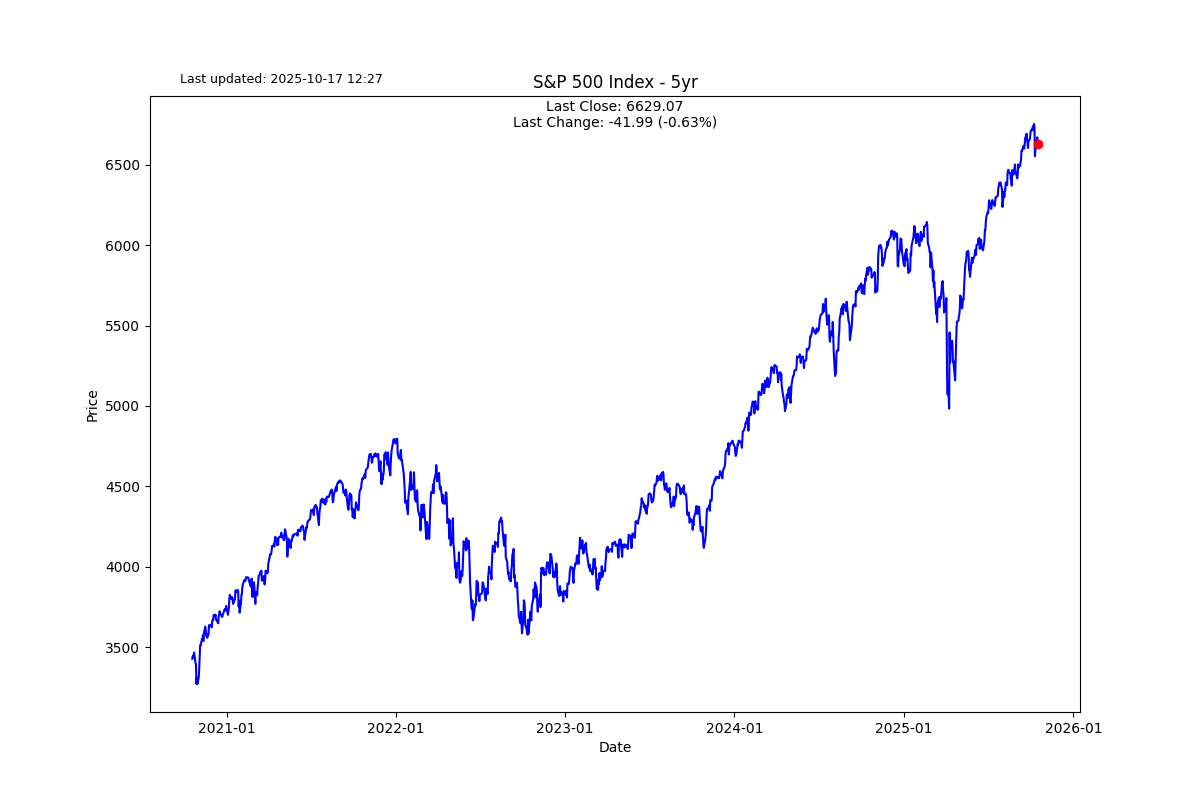 Last updated: 2025-10-17 12:27
S&P 500 Index - 5yr
Last Close: 6629.07
Last Change: -41.99 (-0.63%)
6500
6000
5500
5000
4500
4000
3500
Price
2021-01 2022-01 2023-01 2024-01 2025-01 2026-01
Date